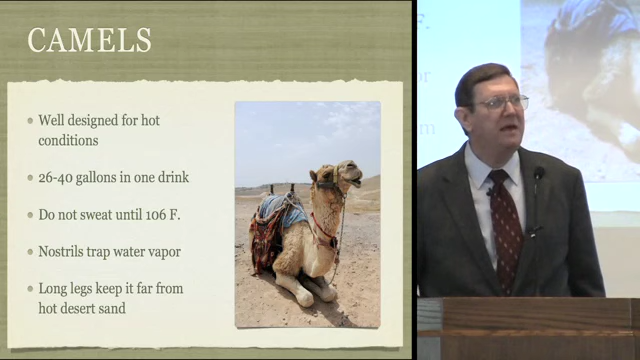 CAMELS
Well designed for hot
conditions
26-40 gallons in one drink
Do not sweat until 106 F.
Nostrils trap water vapor
Long legs keep it far from
hot desert sand
F.
or
m